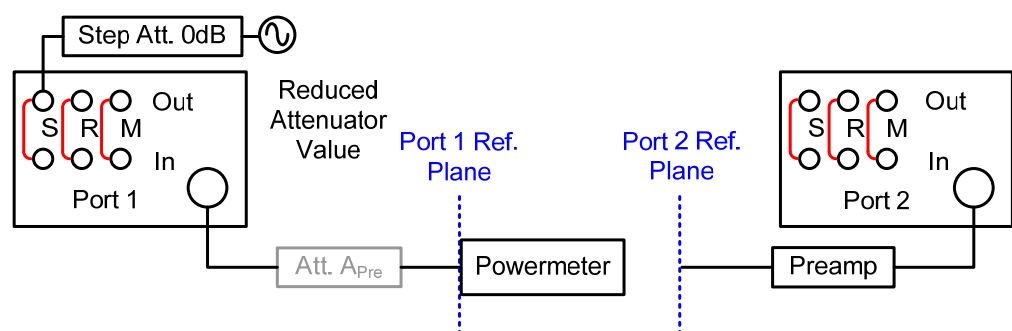 Step Att. 0dB
Out
S R M
In
Port 1
Reduced
Attenuator
Value
Port 1 Ref.
Plane
Port 2 Ref.
Plane
Out
S R M
In
Port 2
Att. APre
Powermeter
Preamp